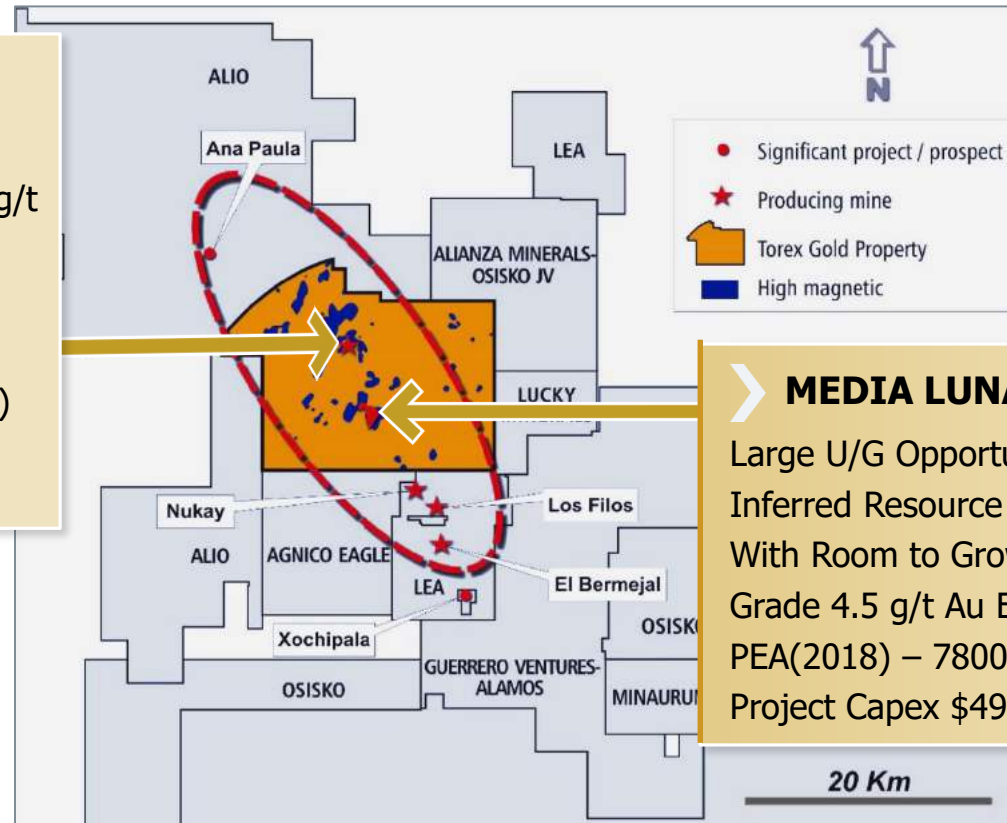 ALIO
Ana Paula
LEA
N
Significant project / prospect
Producing mine
Torex Gold Property
High magnetic
g/t
ALIANZA MINERALS-
OSISKO JV
)
LUCKY
MEDIA LUNA
Large U/G Opportu
Inferred Resource
With Room to Grow
Grade 4.5 g/t Au E
PEA(2018) – 7800
Project Capex $49
Nukay
Los Filos
ALIO
AGNICO EAGLE
El Bermejal
LEA
OSISK
Xochipala
GUERRERO VENTURES-
ALAMOS
OSISKO
MINAURU
20 Km